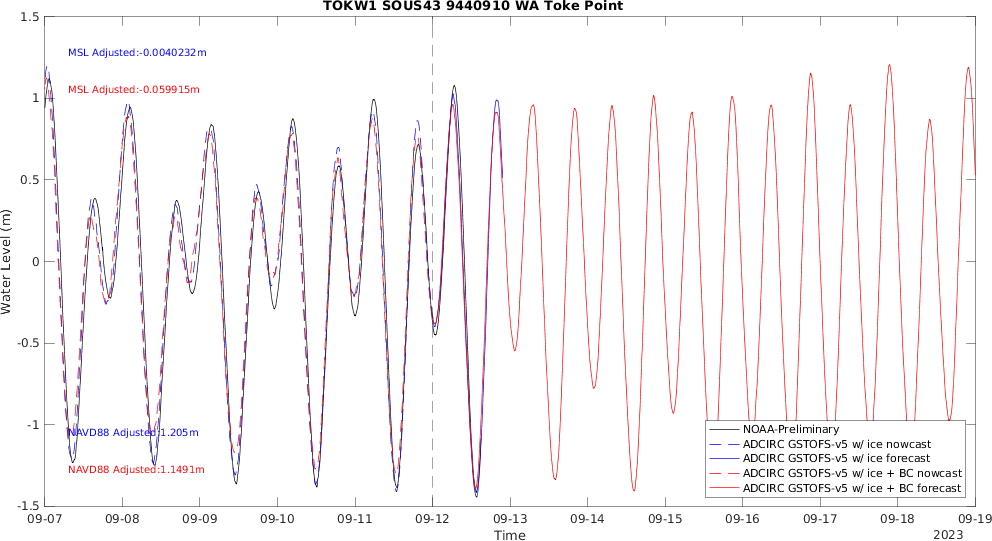 TOKW1 SOUS43 9440910 WA Toke Point
1.5
1
0.5
0
-0.5
-1
-1.5
Water Level (m)
MSL Adjusted:-0.0040232m
MSL Adjusted:-0.059915m
NAVD88 Adjusted:1.205m
NAVD88 Adjusted:1.1491m
NOAA-Preliminary
ADCIRC GSTOFS-v5 w/ ice nowcast
ADCIRC GSTOFS-v5 w/ ice forecast
ADCIRC GSTOFS-v5 w/ ice + BC nowcast
ADCIRC GSTOFS-v5 w/ ice + BC forecast
09-07 09-08 09-09 09-10 09-11 09-12 09-13 09-14 09-15 09-16 09-17 09-18 09-19
Time
2023